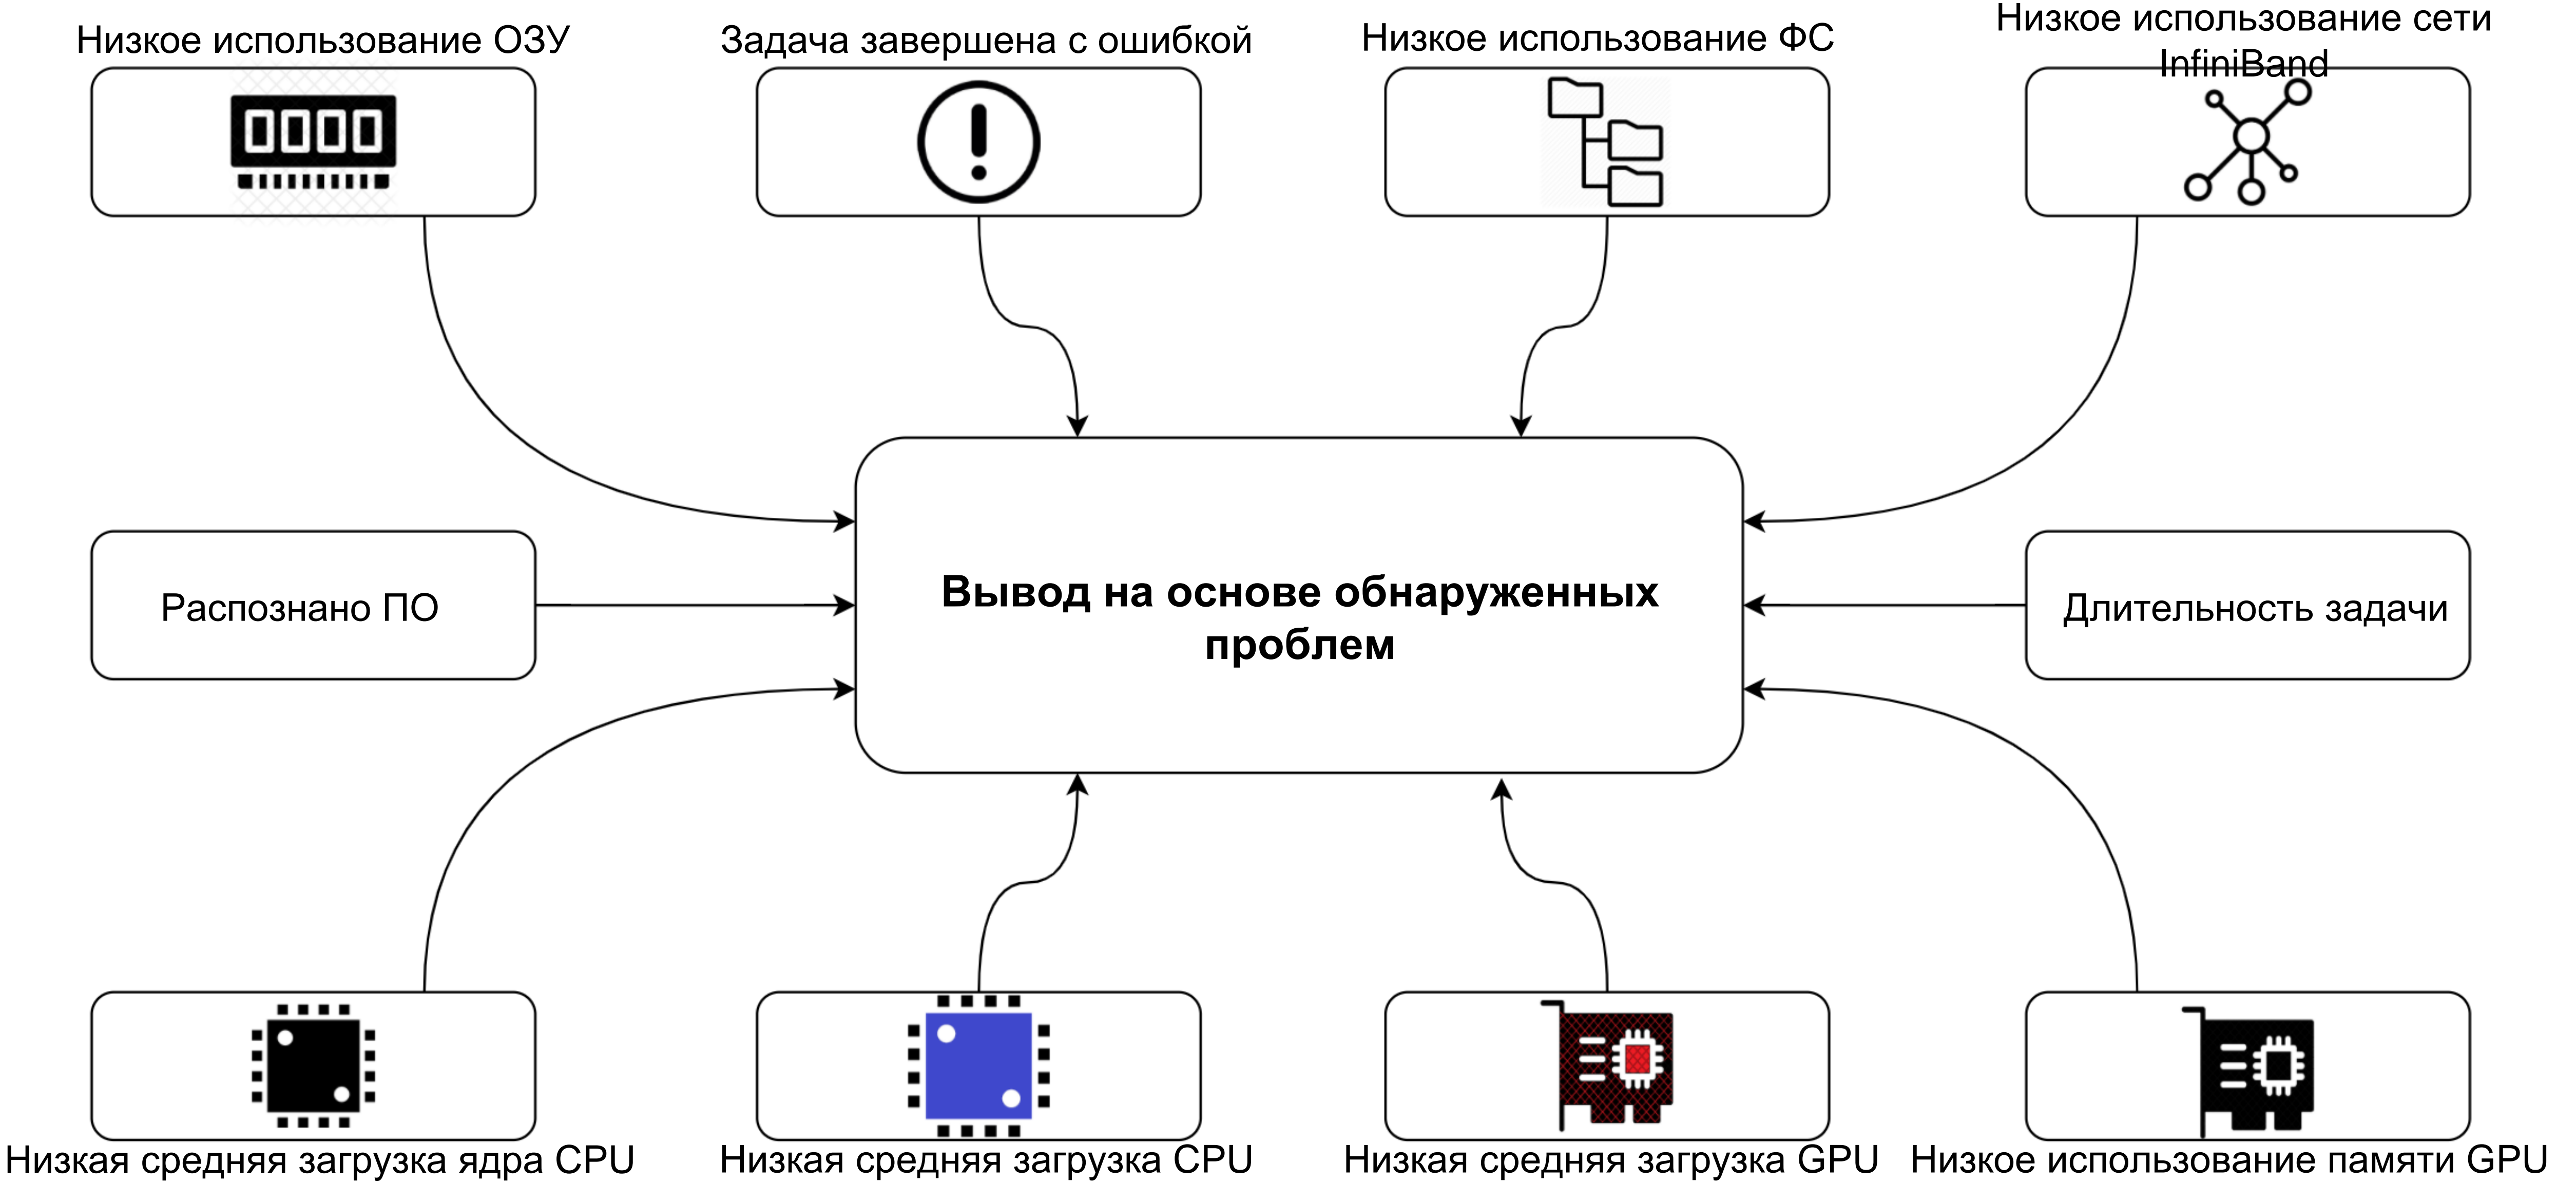 Низкое использование ОЗУ
Задача завершена с ошибкой
Низкое использование ФС
Низкое использование сети
InfiniBand
Распознано ПО
Вывод на основе обнаруженных
проблем
Длительность задачи
Низкая средняя загрузка ядра CPU
Низкая средняя загрузка CPU
Низкая средняя загрузка GPU
Низкое использование памяти GPU